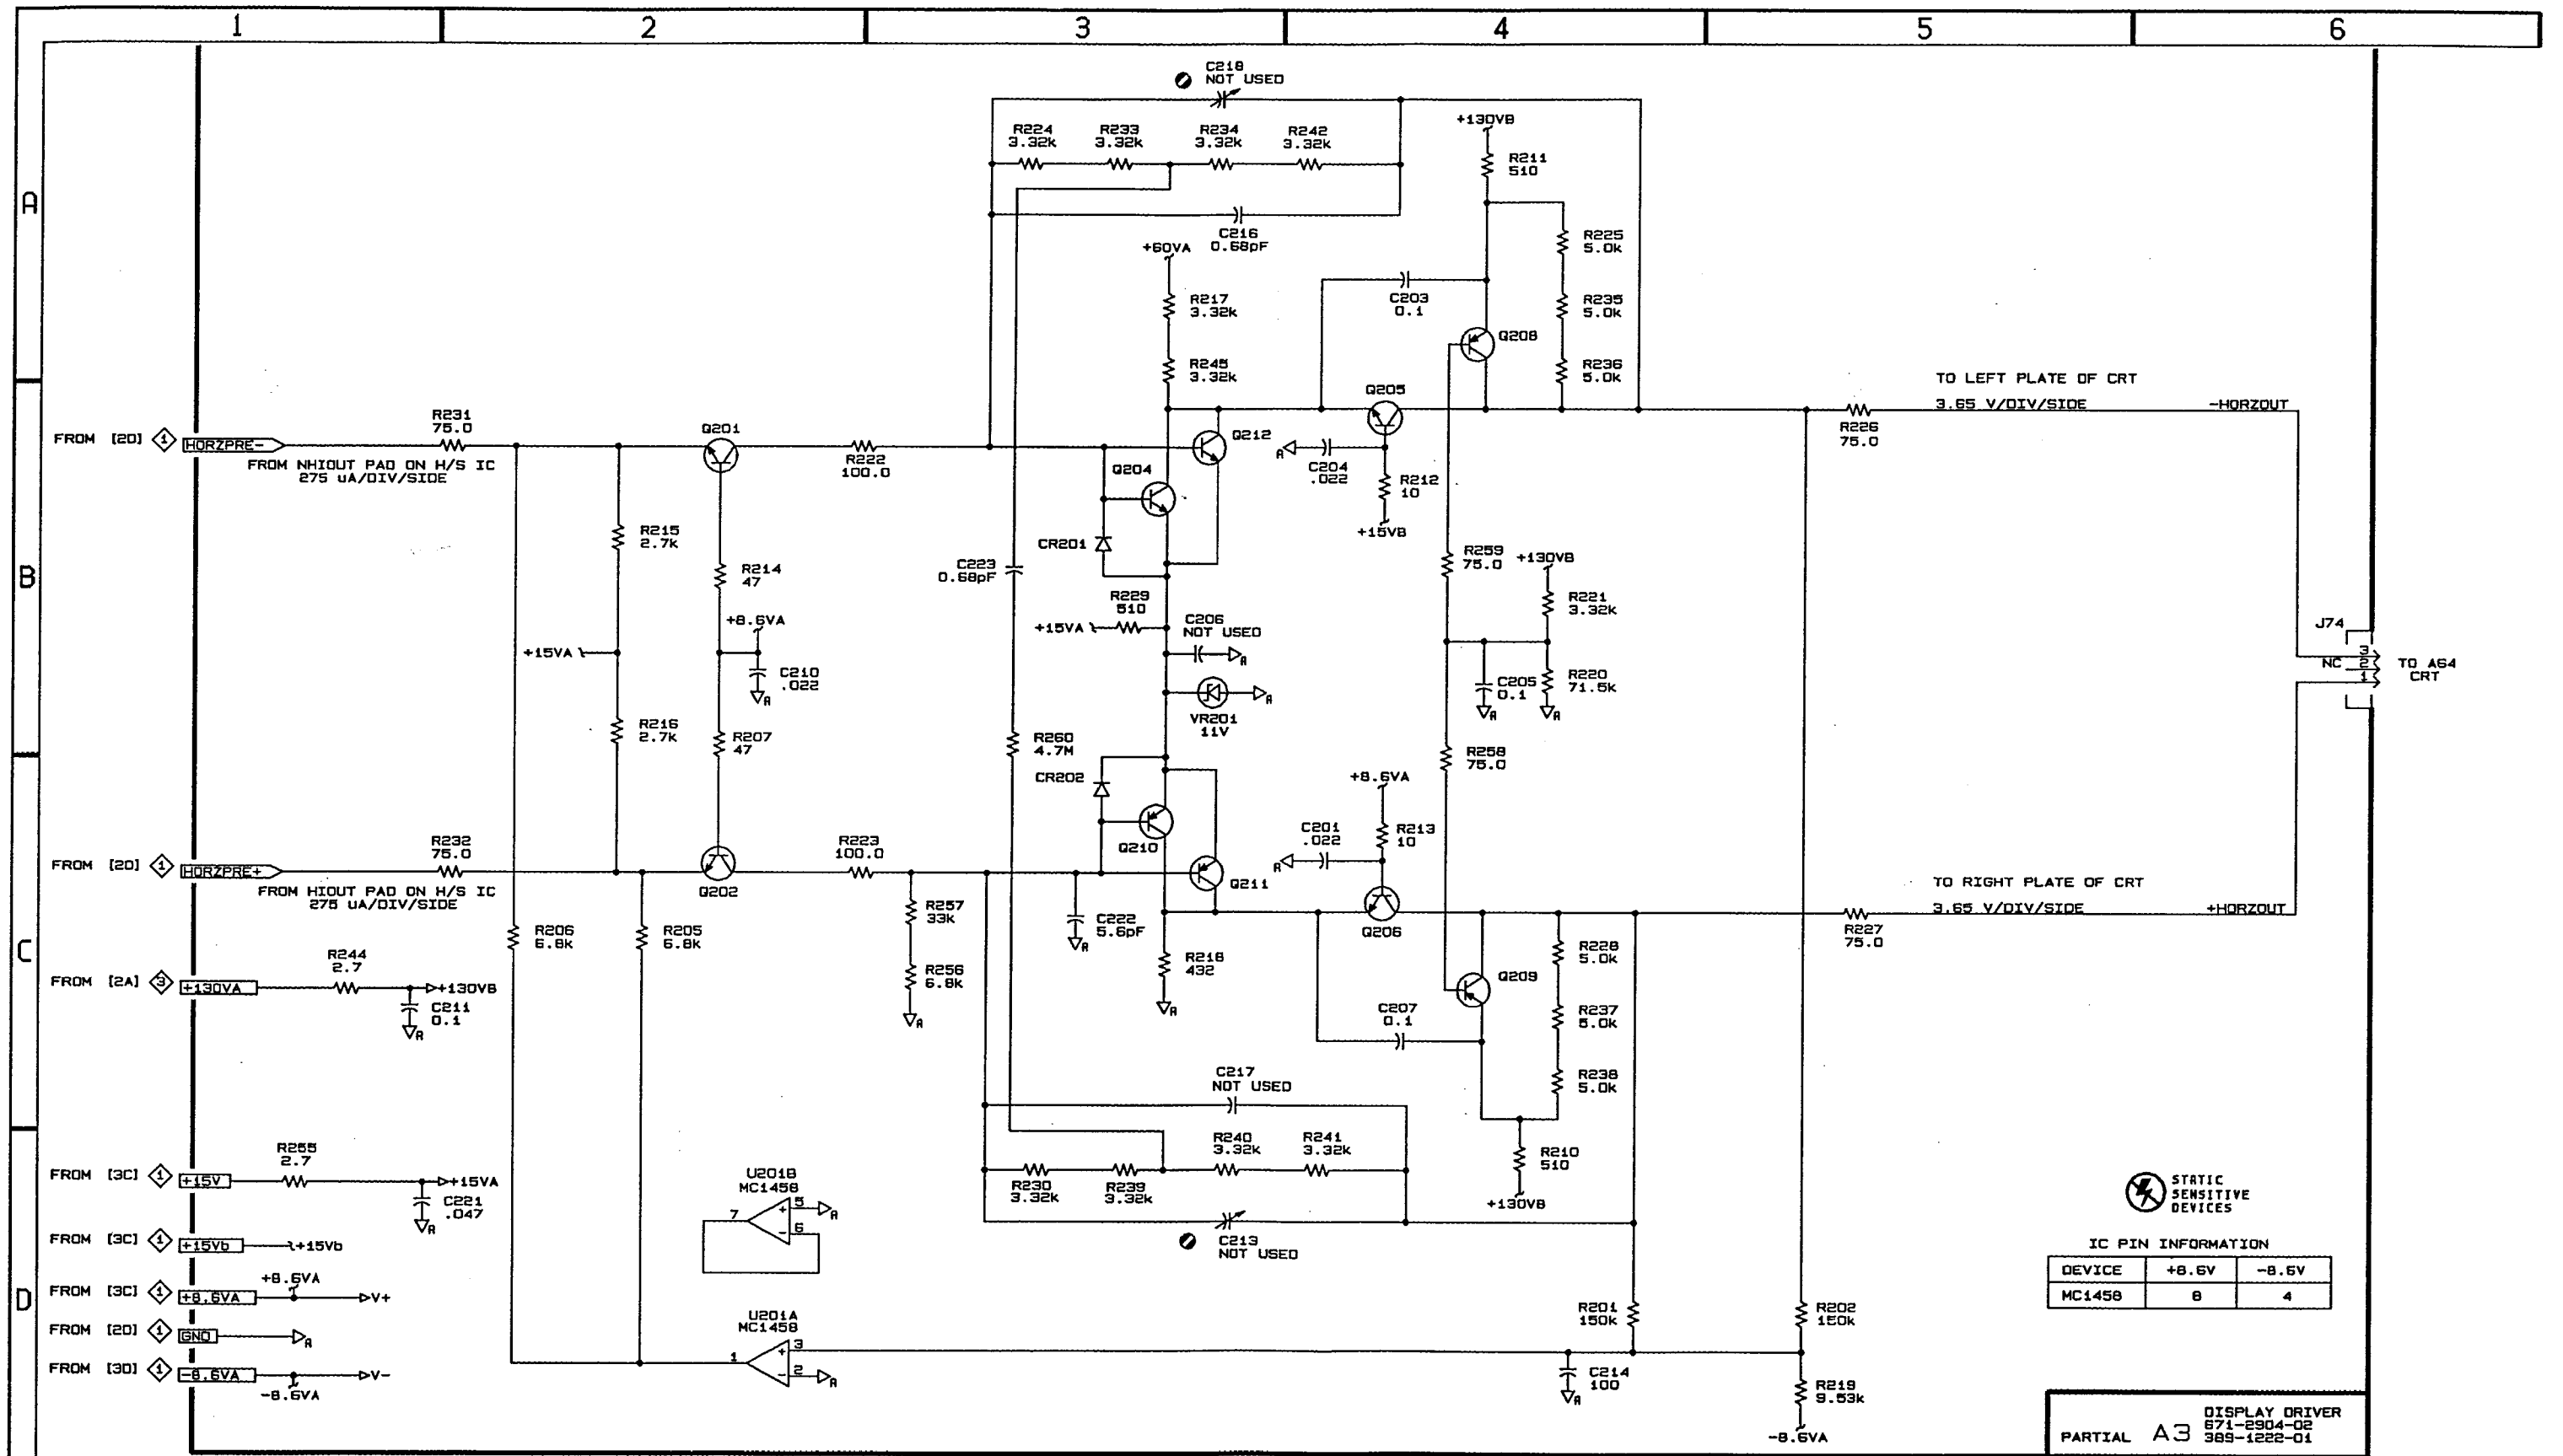 1 2 3 4 5 6
A
B
C
D
C218
NOT USED
R224
3.32k
R233
3.32k
R234
3.32k
R242
3.32k
C216
0.68pF
+130VB
R211
510
R225
5.0k
R235
5.0k
R236
5.0k
+60VA
R217
3.32k
R245
3.32k
C203
0.1
Q208
Q205
TO LEFT PLATE OF CRT
3.65 V/DIV/SIDE
-HORZOUT
R226
75.0
FROM [2D] 1 HORZPRE-
FROM NHIOUT PAD ON H/S IC
275 uA/DIV/SIDE
R231
75.0
Q201
R222
100.0
Q212
Q204
A
C204
.022
R212
10
+15VB
R215
2.7k
R214
47
CR201
C223
0.68pF
R259
75.0
+130VB
R221
3.32k
R229
510
+15VA
C206
NOT USED
A
+8.6VA
+15VA
C210
.022
A
VR201
11V
A
C205
0.1
A
R220
71.5k
A
J74
3
NC 2
1
TO A64
CRT
R216
2.7K
R207
47
R260
4.7M
R258
75.0
CR202
+8.6VA
C201
.022
A
R213
10
Q210
Q211
FROM [2D] 1 HORZPRE+
FROM HIOUT PAD ON H/S IC
275 UA/DIV/SIDE
R232
75.0
Q202
R223
100.0
Q206
TO RIGHT PLATE OF CRT
3.65 V/DIV/SIDE
+HORZOUT
R227
75.0
R206
6.8k
R205
6.8k
R257
33k
R256
6.8k
A
C222
5.6pF
A
R218
432
A
R228
5.0k
R237
5.0k
R238
5.0k
Q209
C207
0.1
FROM [2A] 3 +130VA
R244
2.7
+130VB
C211
0.1
A
C217
NOT USED
R240
3.32k
R241
3.32k
R230
3.32k
R239
3.32k
R210
510
+130VB
C213
NOT USED
FROM [3C] 1 +15V
R255
2.7
+15VA
C221
.047
A
FROM [3C] 1 +15Vb
+15Vb
FROM [3C] 1 +8.6VA
+8.6VA
V+
FROM [2D] 1 GND
A
FROM [3D] 1 -8.6VA
-8.6VA
V-
U201B
MC1458
7
+ 5
- 6
A
U201A
MC1458
1
+ 3
- 2
A
R201
150k
R202
150k
C214
100
A
R219
9.53k
-8.6VA
STATIC
SENSITIVE
DEVICES
IC PIN INFORMATION
DEVICE +8.6V -8.6V
MC1458 8 4
PARTIAL A3
DISPLAY DRIVER
671-2904-02
389-1222-01